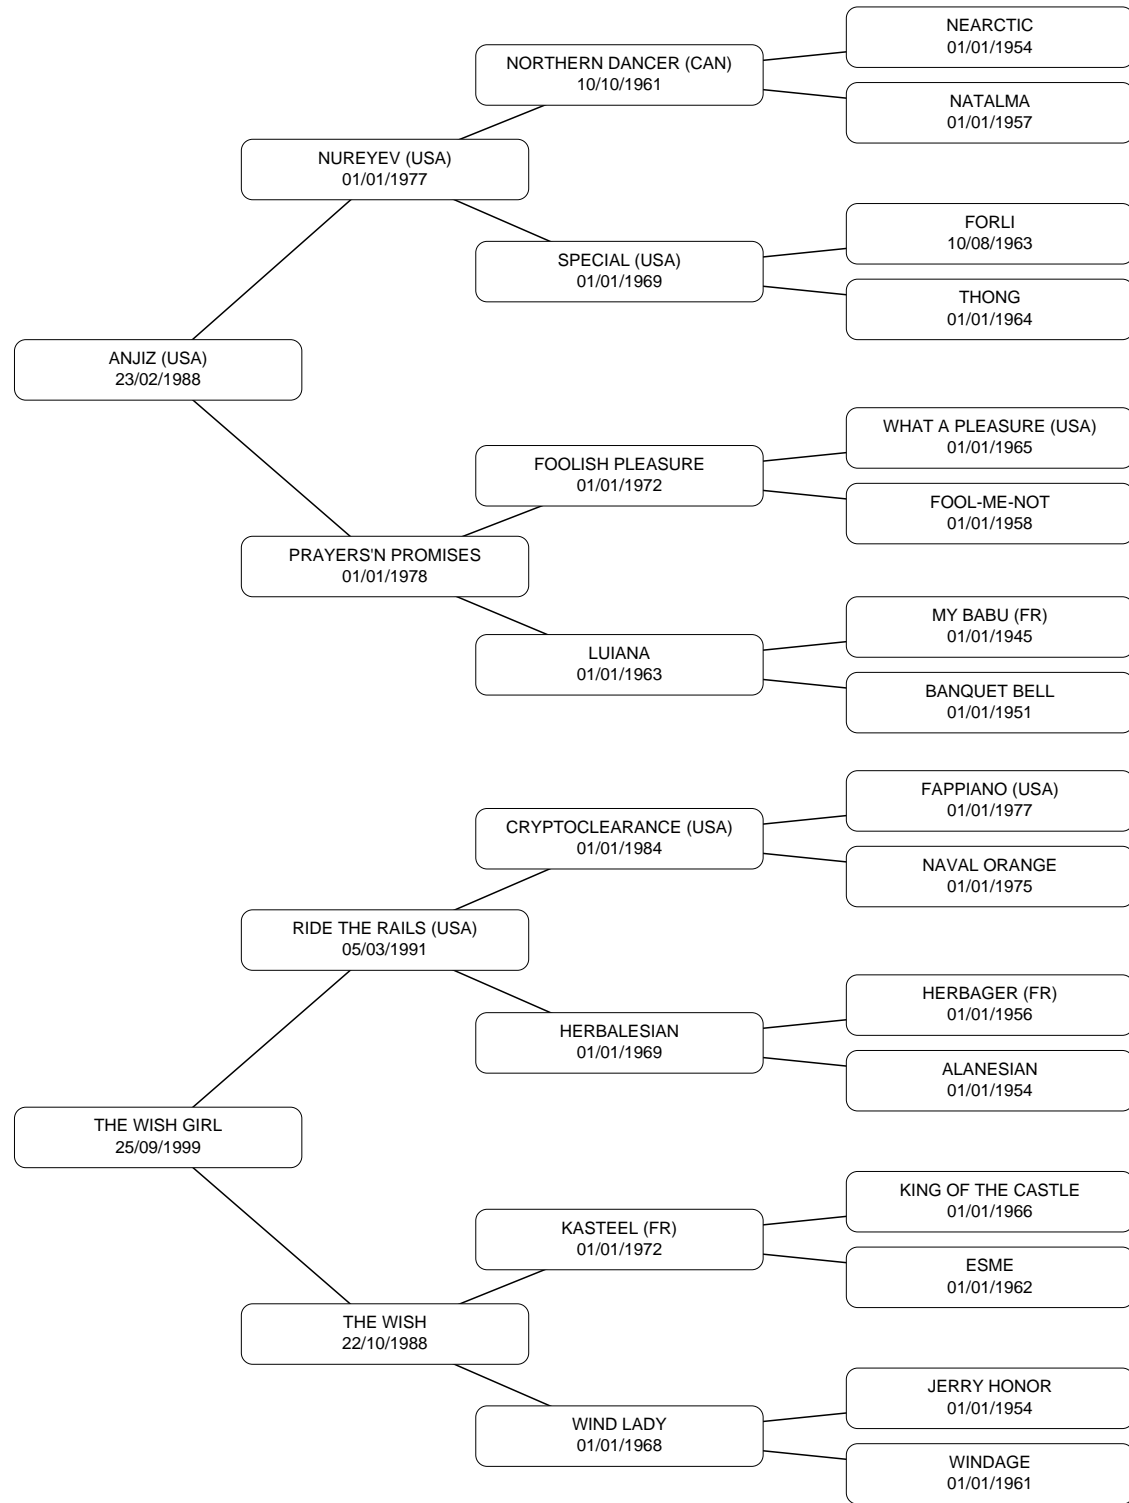 NEARCTIC
01/01/1954
NORTHERN DANCER (CAN)
10/10/1961
NATALMA
01/01/1957
NUREYEV (USA)
01/01/1977
FORLI
10/08/1963
SPECIAL (USA)
01/01/1969
THONG
01/01/1964
ANJIZ (USA)
23/02/1988
WHAT A PLEASURE (USA)
01/01/1965
FOOLISH PLEASURE
01/01/1972
FOOL-ME-NOT
01/01/1958
PRAYERS'N PROMISES
01/01/1978
MY BABU (FR)
01/01/1945
LUIANA
01/01/1963
BANQUET BELL
01/01/1951
FAPPIANO (USA)
01/01/1977
CRYPTOCLEARANCE (USA)
01/01/1984
NAVAL ORANGE
01/01/1975
RIDE THE RAILS (USA)
05/03/1991
HERBAGER (FR)
01/01/1956
HERBALESIAN
01/01/1969
ALANESIAN
01/01/1954
THE WISH GIRL
25/09/1999
KING OF THE CASTLE
01/01/1966
KASTEEL (FR)
01/01/1972
ESME
01/01/1962
THE WISH
22/10/1988
JERRY HONOR
01/01/1954
WIND LADY
01/01/1968
WINDAGE
01/01/1961